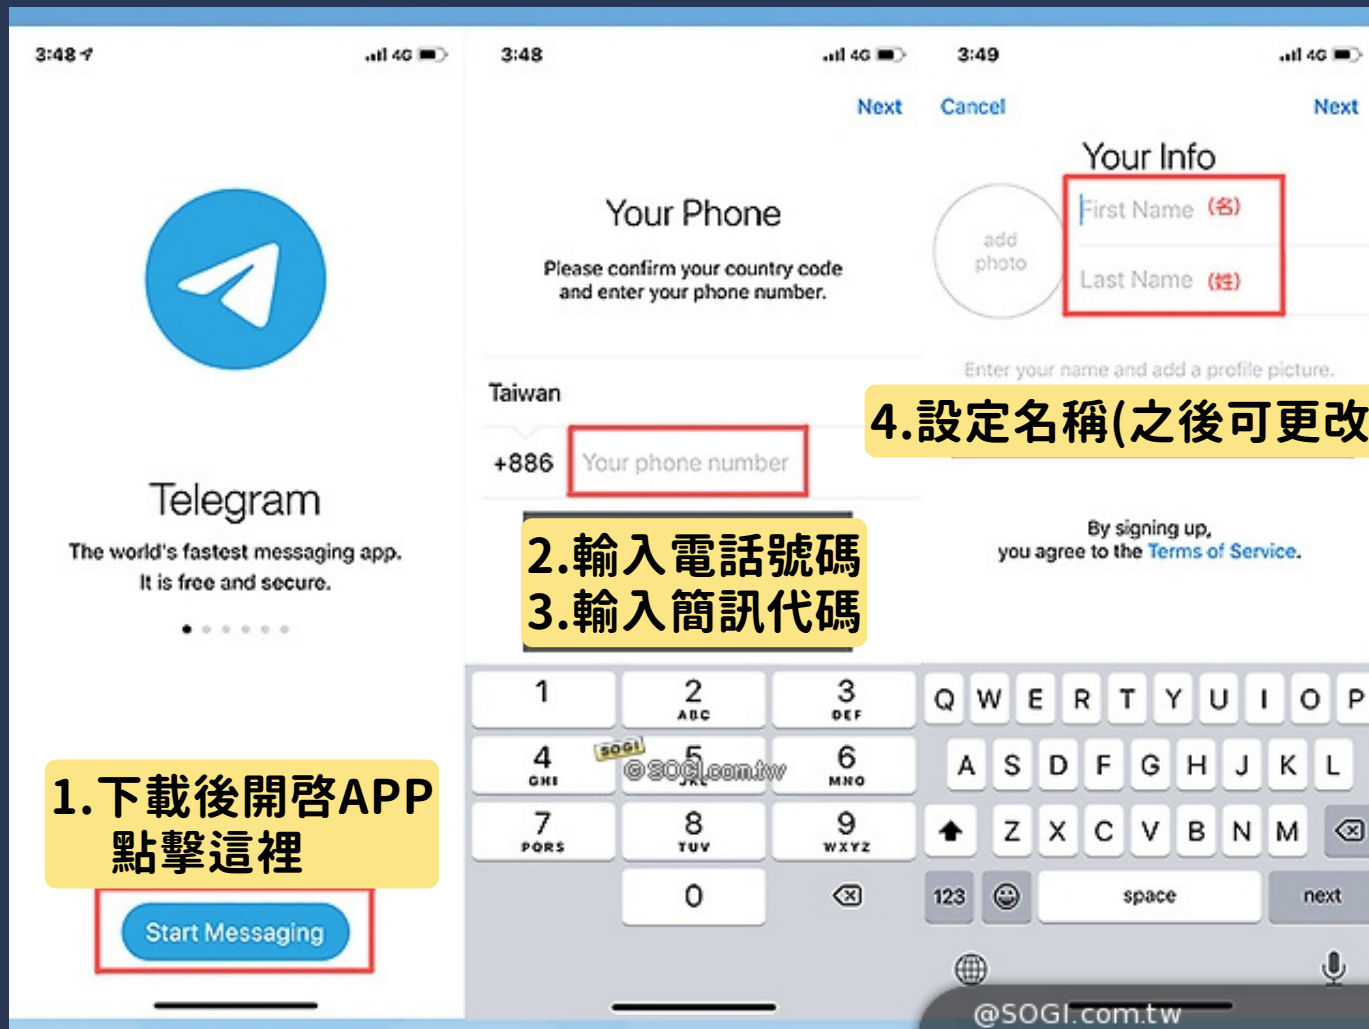 3:48
4G
Telegram
The world's fastest messaging app.
It is free and secure.
1.下載後開啓APP
點擊這裡
Start Messaging
3:48
4G
Next
Your Phone
Please confirm your country code
and enter your phone number.
Taiwan
+886 Your phone number
2.輸入電話號碼
3.輸入簡訊代碼
1 2 3
ABC DEF
4 5 6
GHI JKL MNO
SOGI
@SOGI.com.tw
7 8 9
PQRS TUV WXYZ
0
3:49
4G
Cancel Next
Your Info
add
photo
First Name (名)
Last Name (姓)
Enter your name and add a profile picture.
4.設定名稱(之後可更改
By signing up,
you agree to the Terms of Service.
Q W E R T Y U I O P
A S D F G H J K L
Z X C V B N M
123 space next
@SOGI.com.tw